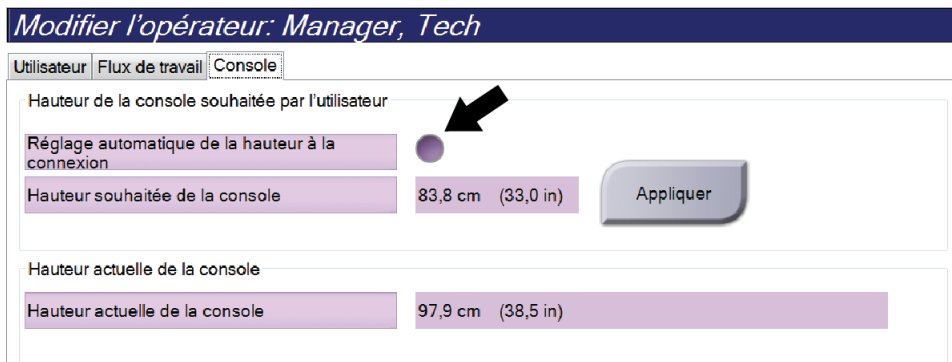 Modifier l'opérateur: Manager, Tech
Utilisateur Flux de travail Console
Hauteur de la console souhaitée par l'utilisateur
Réglage automatique de la hauteur à la
connexion
Hauteur souhaitée de la console 83,8 cm (33,0 in) Appliquer
Hauteur actuelle de la console
Hauteur actuelle de la console 97,9 cm (38,5 in)